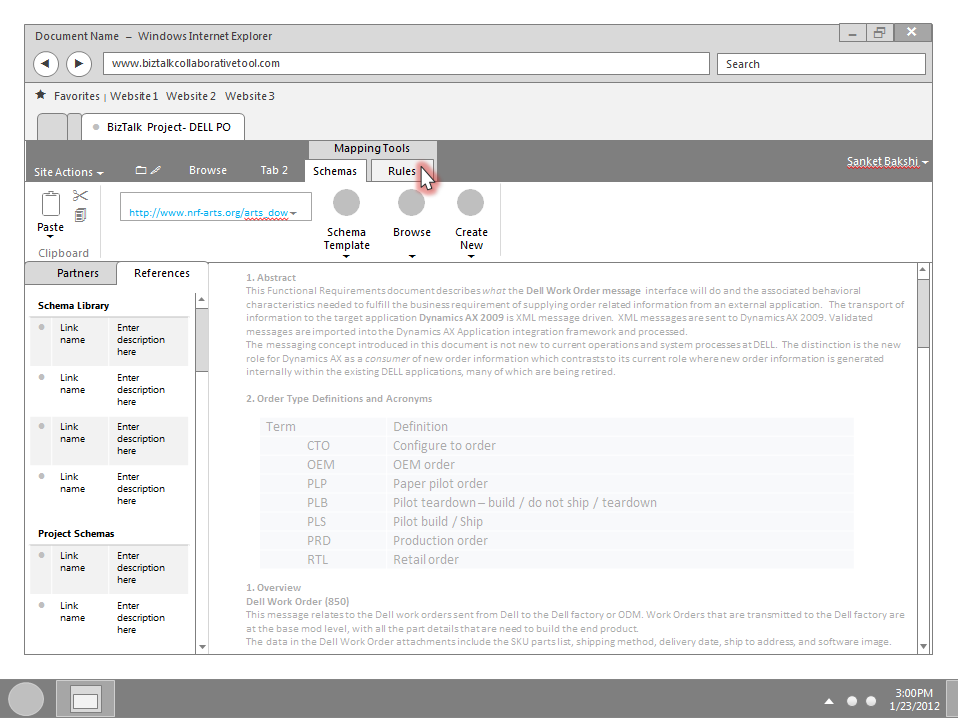 Document Name – Windows Internet Explorer
www.biztalkcollaborativetool.com
Search
Favorites | Website1 Website 2 Website 3
BizTalk Project- DELL PO
Mapping Tools
Site Actions
Browse
Tab 2
Schemas
Rules
Sanket Bakshi
Paste
Clipboard
http://www.nrf-arts.org/arts_dow
Schema
Template
Browse
Create
New
Partners
References
Schema Library
Link
name
Enter
description
here
Link
name
Enter
description
here
Link
name
Enter
description
here
Link
name
Enter
description
here
Project Schemas
Link
name
Enter
description
here
Link
name
Enter
description
here
1. Abstract
This Functional Requirements document describes what the Dell Work Order message interface will do and the associated behavioral
characteristics needed to fulfill the business requirement of supplying order related information from an external application. The transport of
information to the target application Dynamics AX 2009 is XML message driven. XML messages are sent to Dynamics AX 2009. Validated
messages are imported into the Dynamics AX Application integration framework and processed.
The messaging concept introduced in this document is not new to current operations and system processes at DELL. The distinction is the new
role for Dynamics AX as a consumer of new order information which contrasts to its current role where new order information is generated
internally within the existing DELL applications, many of which are being retired.
2. Order Type Definitions and Acronyms
Term Definition
CTO Configure to order
OEM OEM order
PLP Paper pilot order
PLB Pilot teardown – build / do not ship / teardown
PLS Pilot build / Ship
PRD Production order
RTL Retail order
1. Overview
Dell Work Order (850)
This message relates to the Dell work orders sent from Dell to the Dell factory or ODM. Work Orders that are transmitted to the Dell factory are
at the base mod level, with all the part details that are need to build the end product.
The data in the Dell Work Order attachments include the SKU parts list, shipping method, delivery date, ship to address, and software image.
3:00PM
1/23/2012